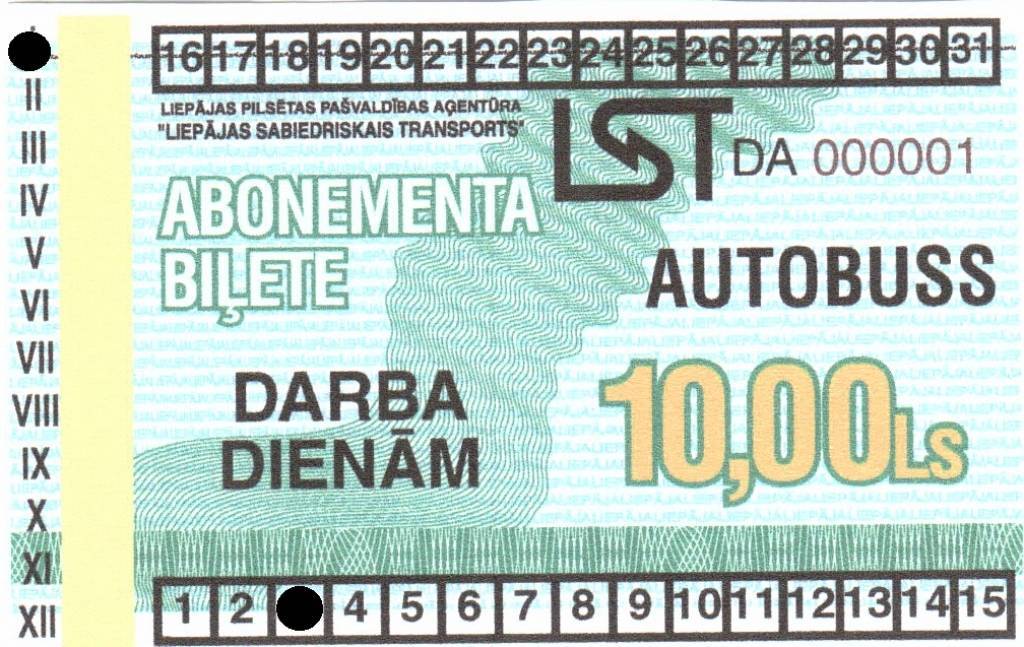 16 17 18 19 20 21 22 23 24 25 26 27 28 29 30 31
II
III
IV
V
VI
VII
VIII
IX
X
XI
XII
LIEPĀJAS PILSĒTAS PAŠVALDĪBAS AĢENTŪRA
"LIEPĀJAS SABIEDRISKAIS TRANSPORTS"
LST
DA 000001
ABONEMENTA
BIĻETE
AUTOBUSS
DARBA
DIENĀM
10,00Ls
1 2 4 5 6 7 8 9 10 11 12 13 14 15